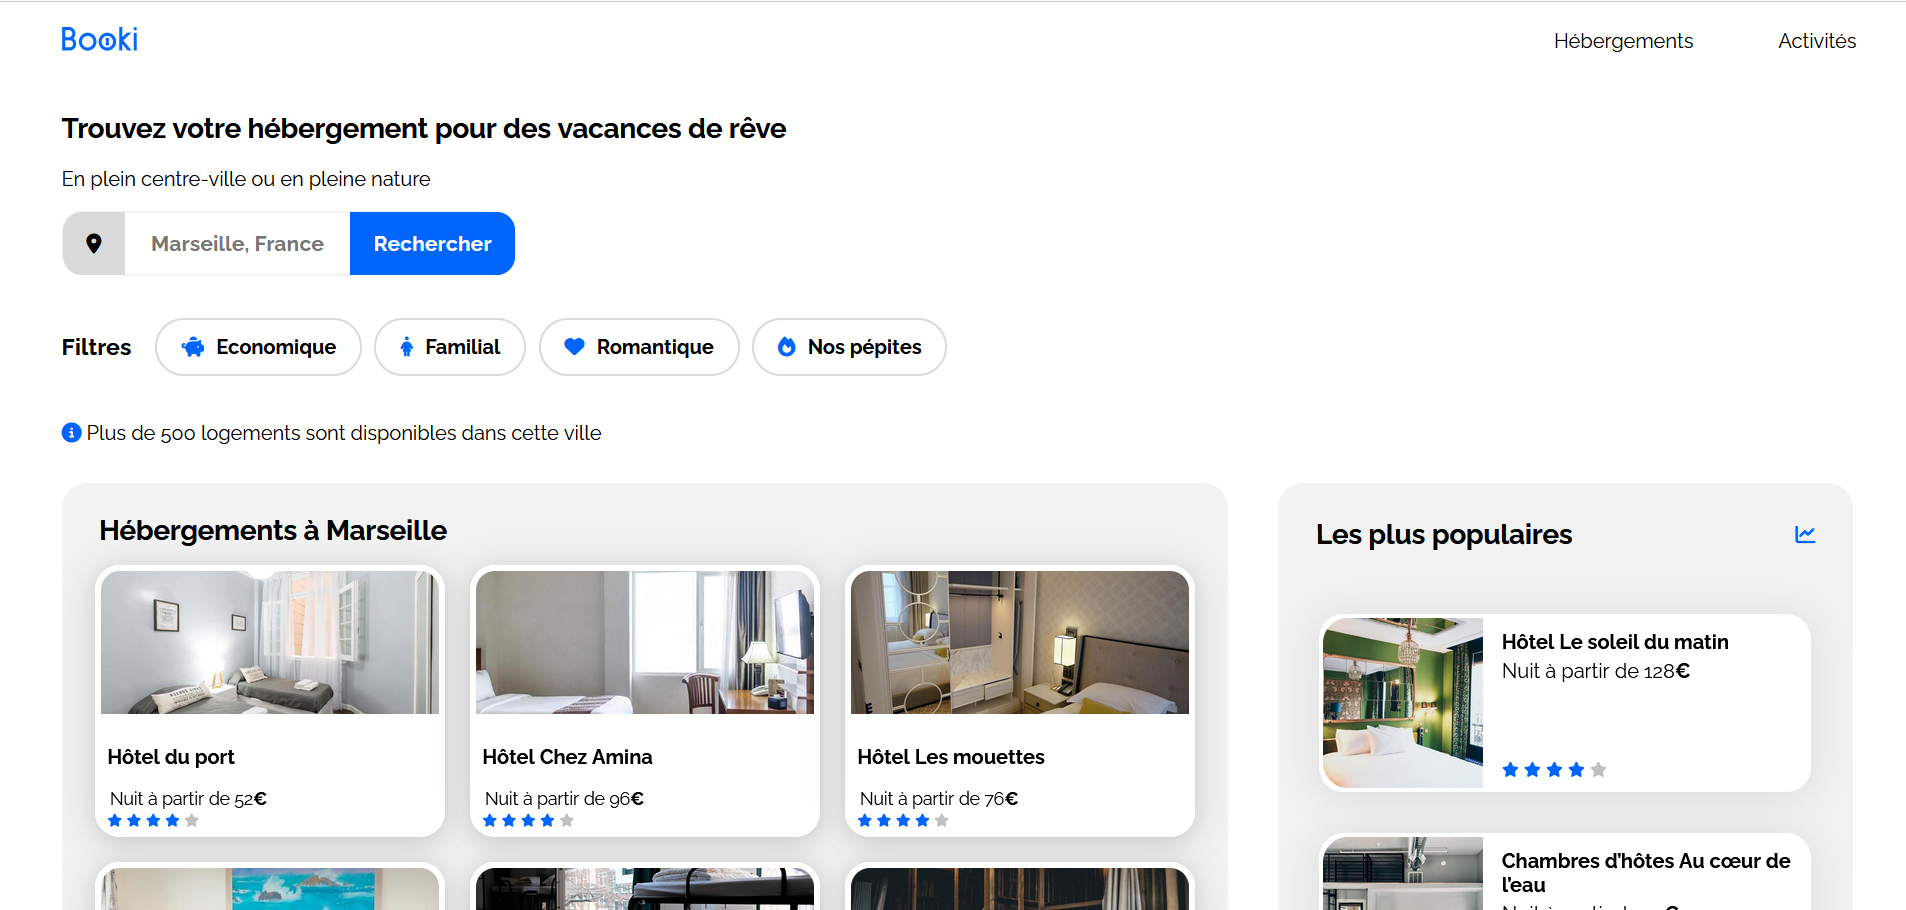 Booki
Hébergements
Activités
Trouvez votre hébergement pour des vacances de rêve
En plein centre-ville ou en pleine nature
Marseille, France
Rechercher
Filtres
Economique
Familial
Romantique
Nos pépites
Plus de 500 logements sont disponibles dans cette ville
Hébergements à Marseille
Hôtel du port
Nuit à partir de 52€
Hôtel Chez Amina
Nuit à partir de 96€
Hôtel Les mouettes
Nuit à partir de 76€
Les plus populaires
Hôtel Le soleil du matin
Nuit à partir de 128€
Chambres d’hôtes Au cœur de
l’eau